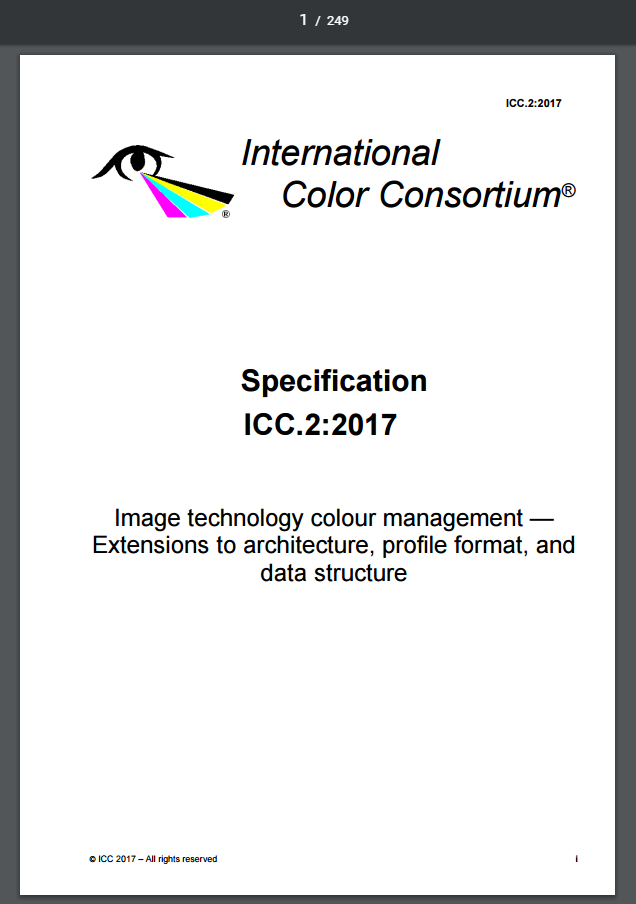 1 / 249
ICC.2:2017
International
Color Consortium®
®
Specification
ICC.2:2017
Image technology colour management —
Extensions to architecture, profile format, and
data structure
© ICC 2017 – All rights reserved i